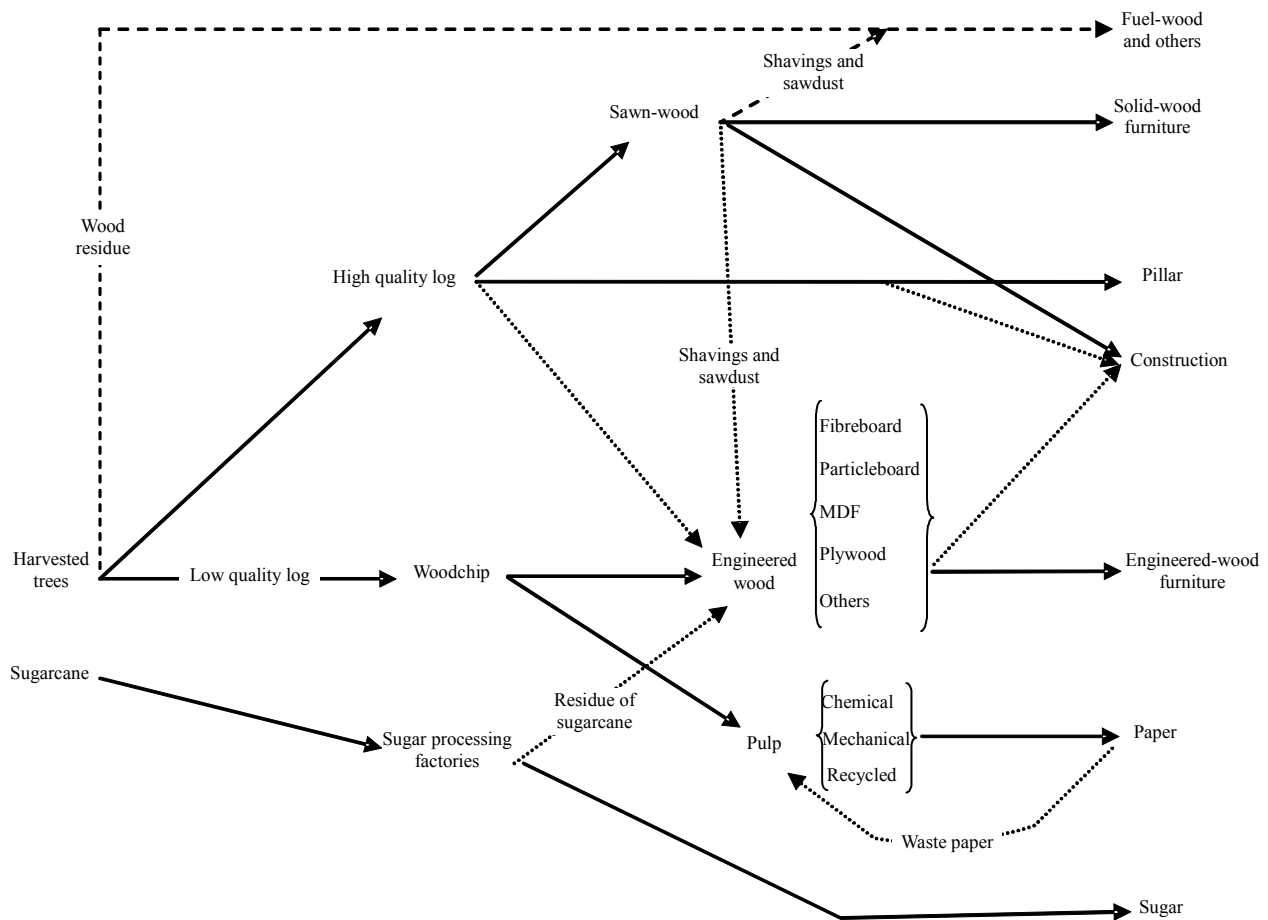 Fuel-wood
and others
Shavings and
sawdust
Sawn-wood
Solid-wood
furniture
Wood
residue
High quality log
Pillar
Shavings and
sawdust
Construction
Fibreboard
Particleboard
MDF
Plywood
Others
Harvested
trees
Low quality log
Woodchip
Engineered
wood
Engineered-wood
furniture
Sugarcane
Residue of
sugarcane
Sugar processing
factories
Pulp
Chemical
Mechanical
Recycled
Paper
Waste paper
Sugar